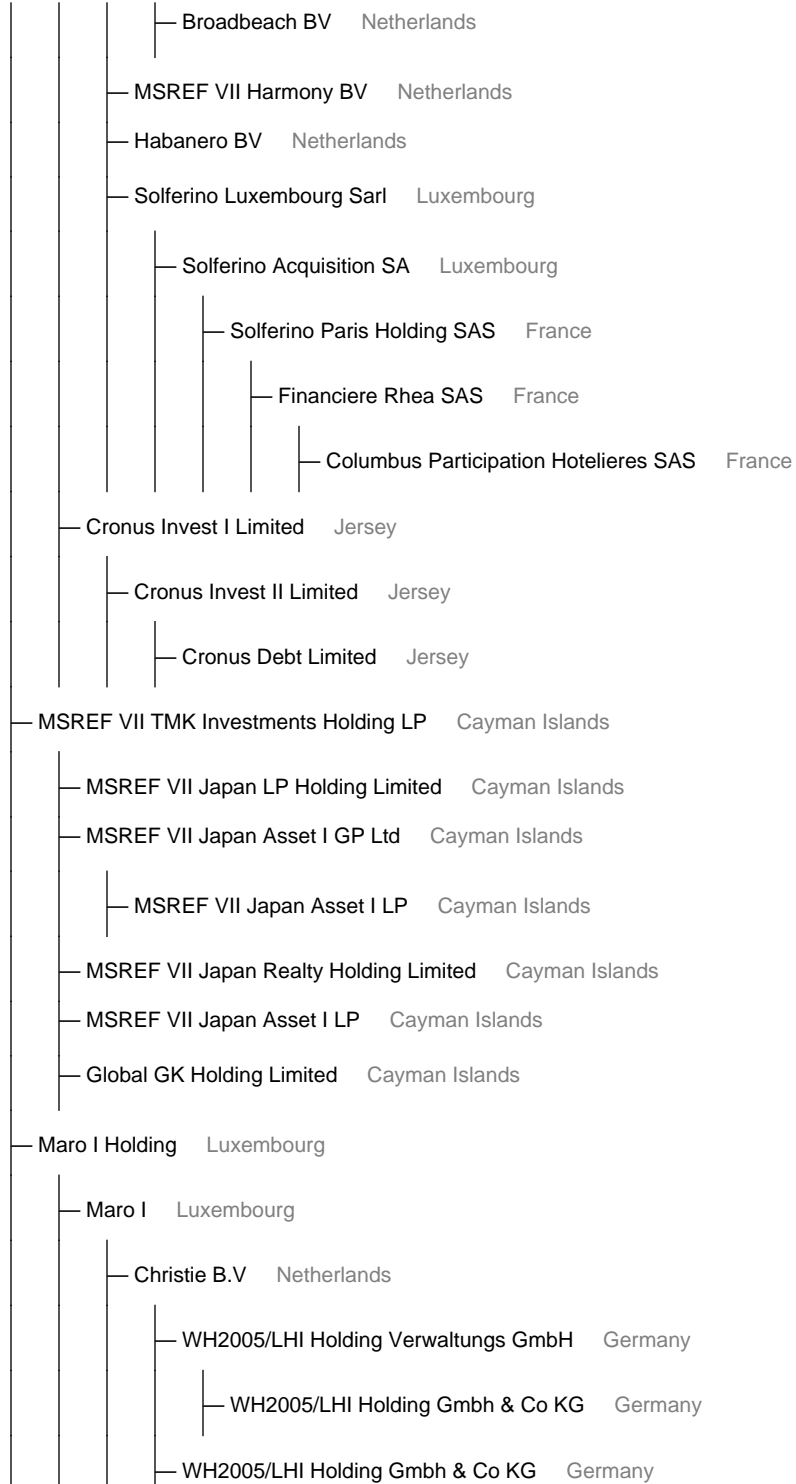 Broadbeach BV Netherlands
MSREF VII Harmony BV Netherlands
Habanero BV Netherlands
Solferino Luxembourg Sarl Luxembourg
Solferino Acquisition SA Luxembourg
Solferino Paris Holding SAS France
Financiere Rhea SAS France
Columbus Participation Hotelieres SAS France
Cronus Invest I Limited Jersey
Cronus Invest II Limited Jersey
Cronus Debt Limited Jersey
MSREF VII TMK Investments Holding LP Cayman Islands
MSREF VII Japan LP Holding Limited Cayman Islands
MSREF VII Japan Asset I GP Ltd Cayman Islands
MSREF VII Japan Asset I LP Cayman Islands
MSREF VII Japan Realty Holding Limited Cayman Islands
MSREF VII Japan Asset I LP Cayman Islands
Global GK Holding Limited Cayman Islands
Maro I Holding Luxembourg
Maro I Luxembourg
Christie B.V Netherlands
WH2005/LHI Holding Verwaltungs GmbH Germany
WH2005/LHI Holding Gmbh & Co KG Germany
WH2005/LHI Holding Gmbh & Co KG Germany